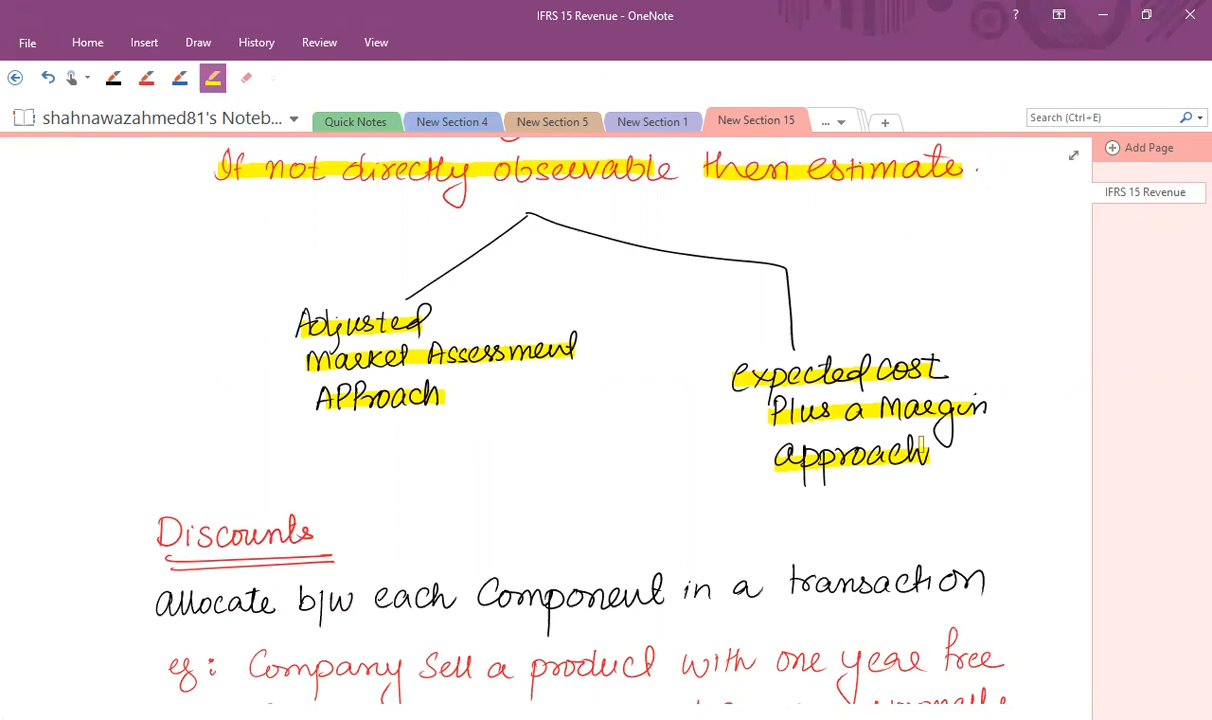 IFRS 15 Revenue - OneNote
?
File Home Insert Draw History Review View
shahnawazahmed81's Noteb... Quick Notes New Section 4 New Section 5 New Section 1 New Section 15 ... Search (Ctrl+E)
Add Page
IFRS 15 Revenue
If not directly observable then estimate.
Adjusted
Market Assessment
APProach
expected cost
Plus a Margin
approach
Discounts
allocate b/w each Component in a transaction
eg: Company Sell a product with one year free